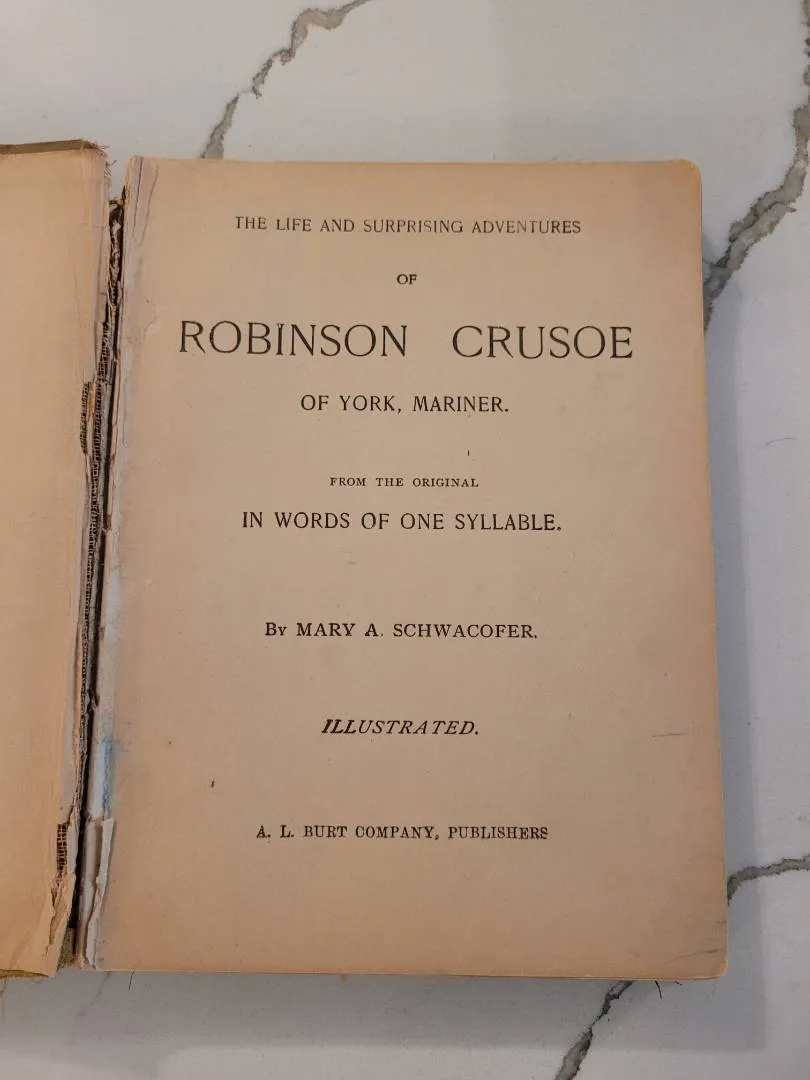 THE LIFE AND SURPRISING ADVENTURES
OF
ROBINSON CRUSOE
OF YORK, MARINER.
FROM THE ORIGINAL
IN WORDS OF ONE SYLLABLE.
By MARY A. SCHWACOFER.
ILLUSTRATED.
A. L. BURT COMPANY, PUBLISHERS